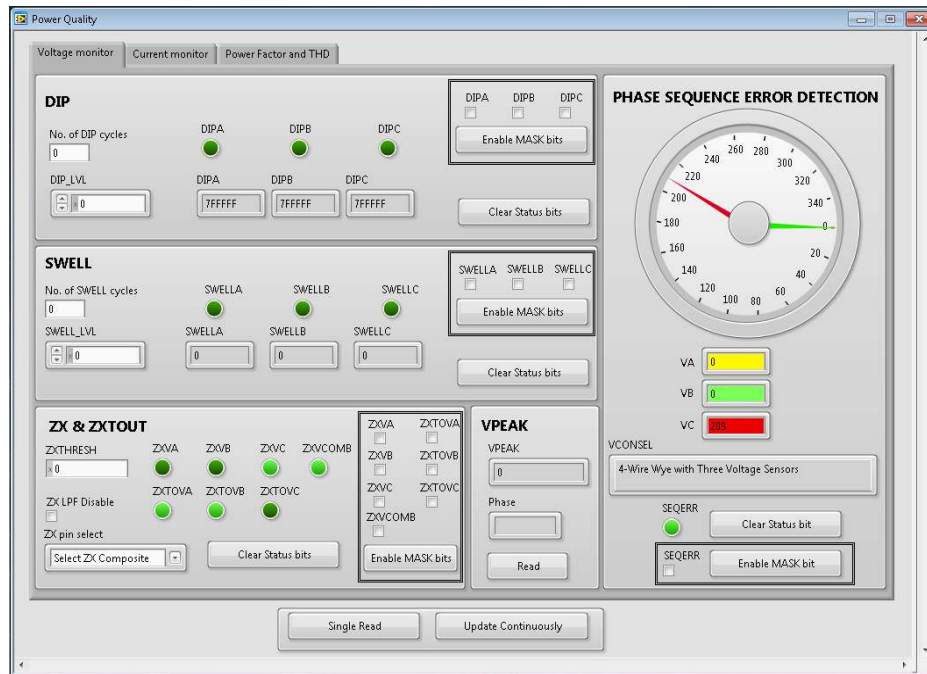 Power Quality
Voltage monitor Current monitor Power Factor and THD
DIP
No. of DIP cycles
0
DIPA DIPB DIPC
DIP_LVL
x 0
DIPA DIPB DIPC
7FFFFF 7FFFFF 7FFFFF
DIPA DIPB DIPC
Enable MASK bits
Clear Status bits
SWELL
No. of SWELL cycles
0
SWELLA SWELLB SWELLC
SWELL_LVL
x 0
SWELLA SWELLB SWELLC
0 0 0
SWELLA SWELLB SWELLC
Enable MASK bits
Clear Status bits
ZX & ZXTOUT
ZXTHRESH
x 0
ZXVA ZXVB ZXVC ZXVCOMB
ZX LPF Disable
ZXTOVA ZXTOVB ZXTOVC
ZX pin select
Select ZX Composite
Clear Status bits
ZXVA ZXTOVA
ZXVB ZXTOVB
ZXVC ZXTOVC
ZXVCOMB
Enable MASK bits
VPEAK
VPEAK
0
Phase
Read
PHASE SEQUENCE ERROR DETECTION
0
20
40
60
80
100
120
140
160
180
200
220
240
260
280
300
320
340
VA 0
VB 0
VC 209
VCONSEL
4-Wire Wye with Three Voltage Sensors
SEQERR
Clear Status bit
SEQERR
Enable MASK bit
Single Read Update Continuously